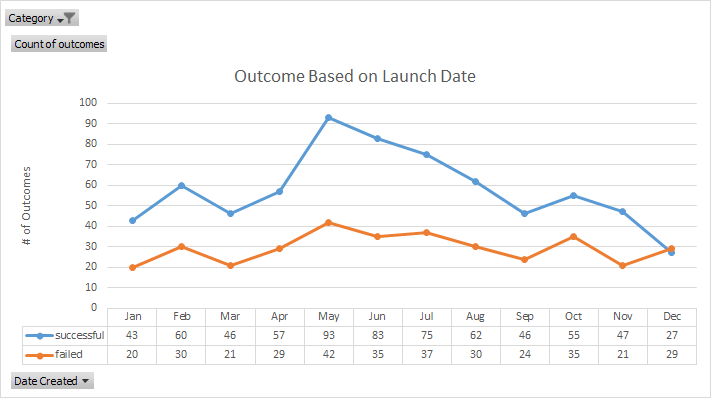 Category
Count of outcomes
Outcome Based on Launch Date
# of Outcomes
100
90
80
70
60
50
40
30
20
10
0
Jan Feb Mar Apr May Jun Jul Aug Sep Oct Nov Dec
successful 43 60 46 57 93 83 75 62 46 55 47 27
failed 20 30 21 29 42 35 37 30 24 35 21 29
Date Created